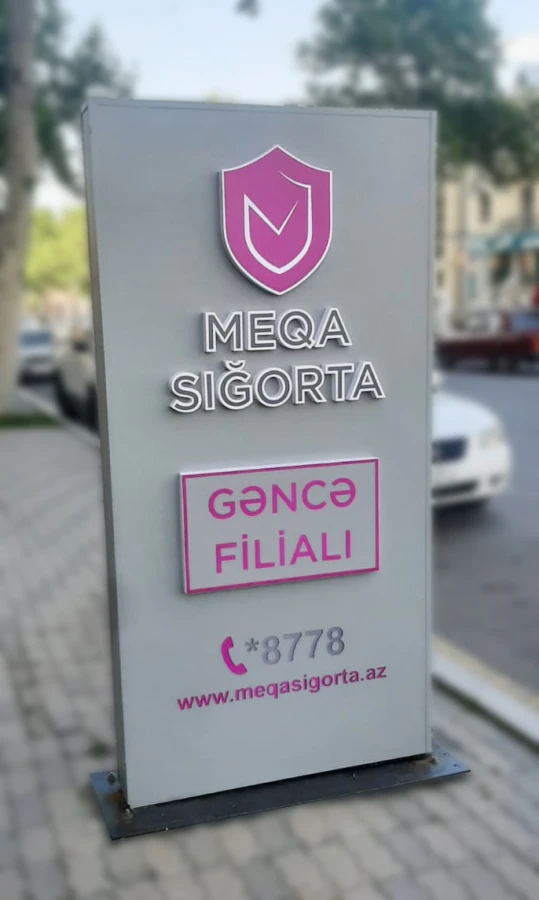 MEQA
SIĞORTA
GƏNCƏ
FİLİALI
*8778
www.meqasigorta.az